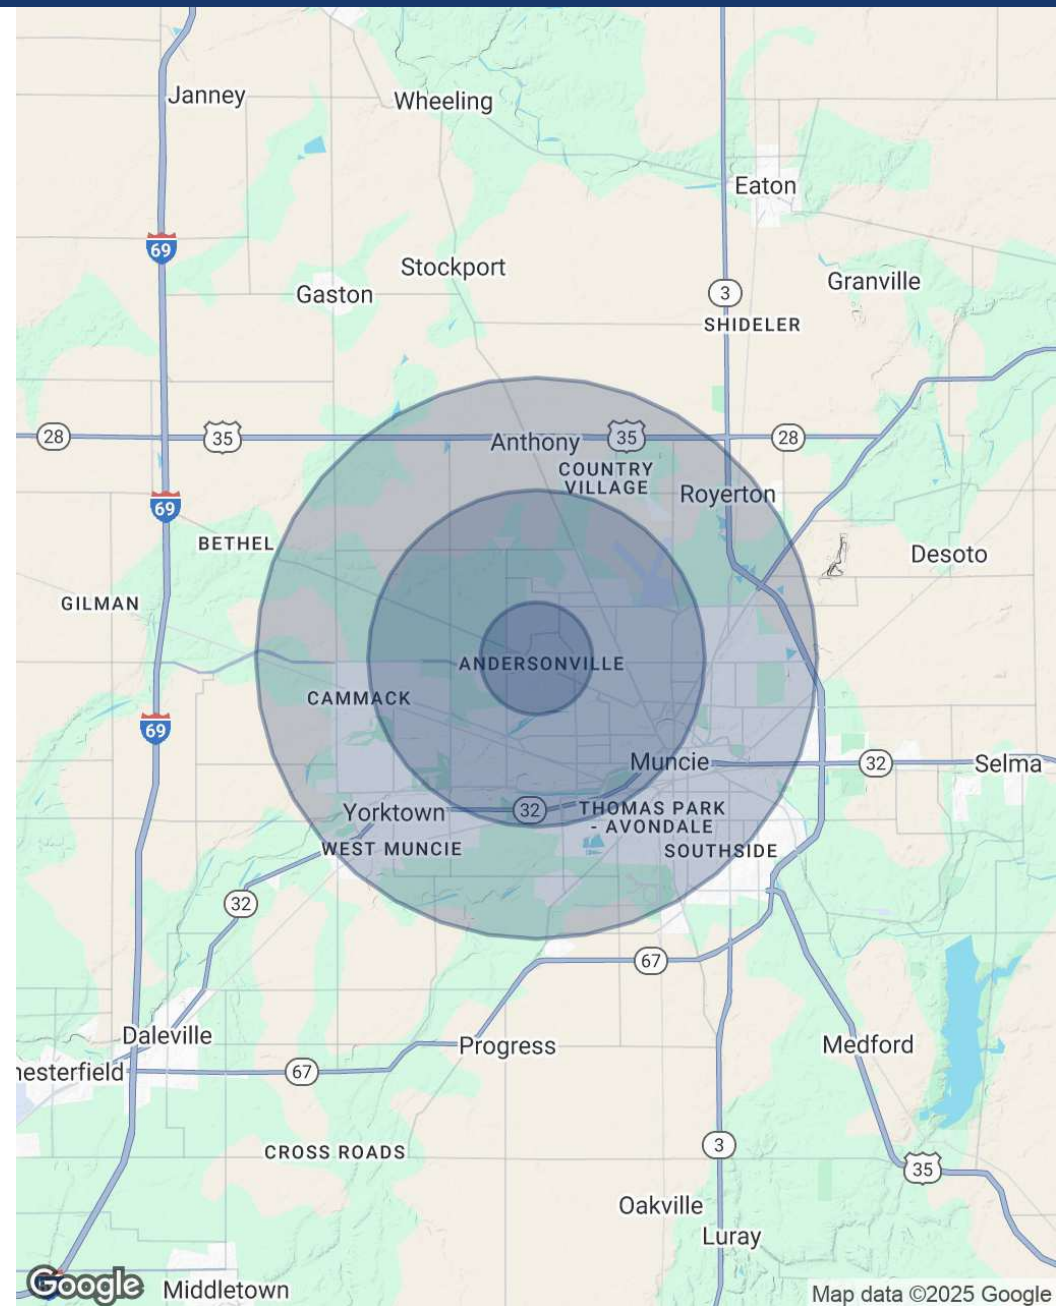 Janney
Wheeling
Eaton
69
Stockport
Granville
Gaston
3
SHIDELER
28
35
Anthony
35
28
COUNTRY
VILLAGE
Royerton
69
BETHEL
Desoto
GILMAN
ANDERSONVILLE
CAMMACK
69
Muncie
32
Selma
Yorktown
32
THOMAS PARK
- AVONDALE
WEST MUNCIE
SOUTHSIDE
32
67
Daleville
Progress
Medford
hesterfield
67
CROSS ROADS
3
35
Oakville
Luray
Google
Middletown
Map data ©2025 Google